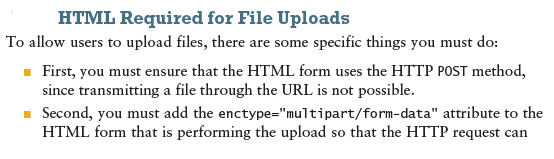 HTML Required for File Uploads
To allow users to upload files, there are some specific things you must do:
■ First, you must ensure that the HTML form uses the HTTP POST method,
since transmitting a file through the URL is not possible.
■ Second, you must add the enctype="multipart/form-data" attribute to the
HTML form that is performing the upload so that the HTTP request can